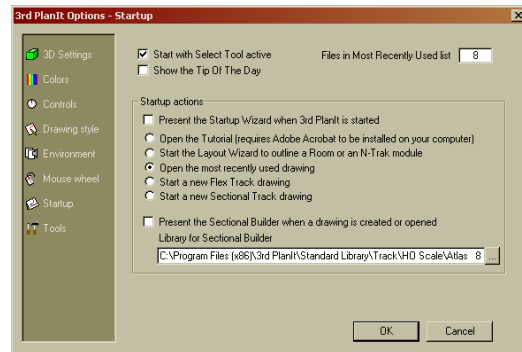 3rd PlanIt Options - Startup
3D Settings
Colors
Controls
Drawing style
Environment
Mouse wheel
Startup
Tools
Start with Select Tool active
Files in Most Recently Used list 8
Show the Tip Of The Day
Startup actions
Present the Startup Wizard when 3rd PlanIt is started
Open the Tutorial (requires Adobe Acrobat to be installed on your computer)
Start the Layout Wizard to outline a Room or an N-Trak module
Open the most recently used drawing
Start a new Flex Track drawing
Start a new Sectional Track drawing
Present the Sectional Builder when a drawing is created or opened
Library for Sectional Builder
C:\Program Files (x86)\3rd PlanIt\Standard Library\Track\HO Scale\Atlas 8 ...
OK Cancel